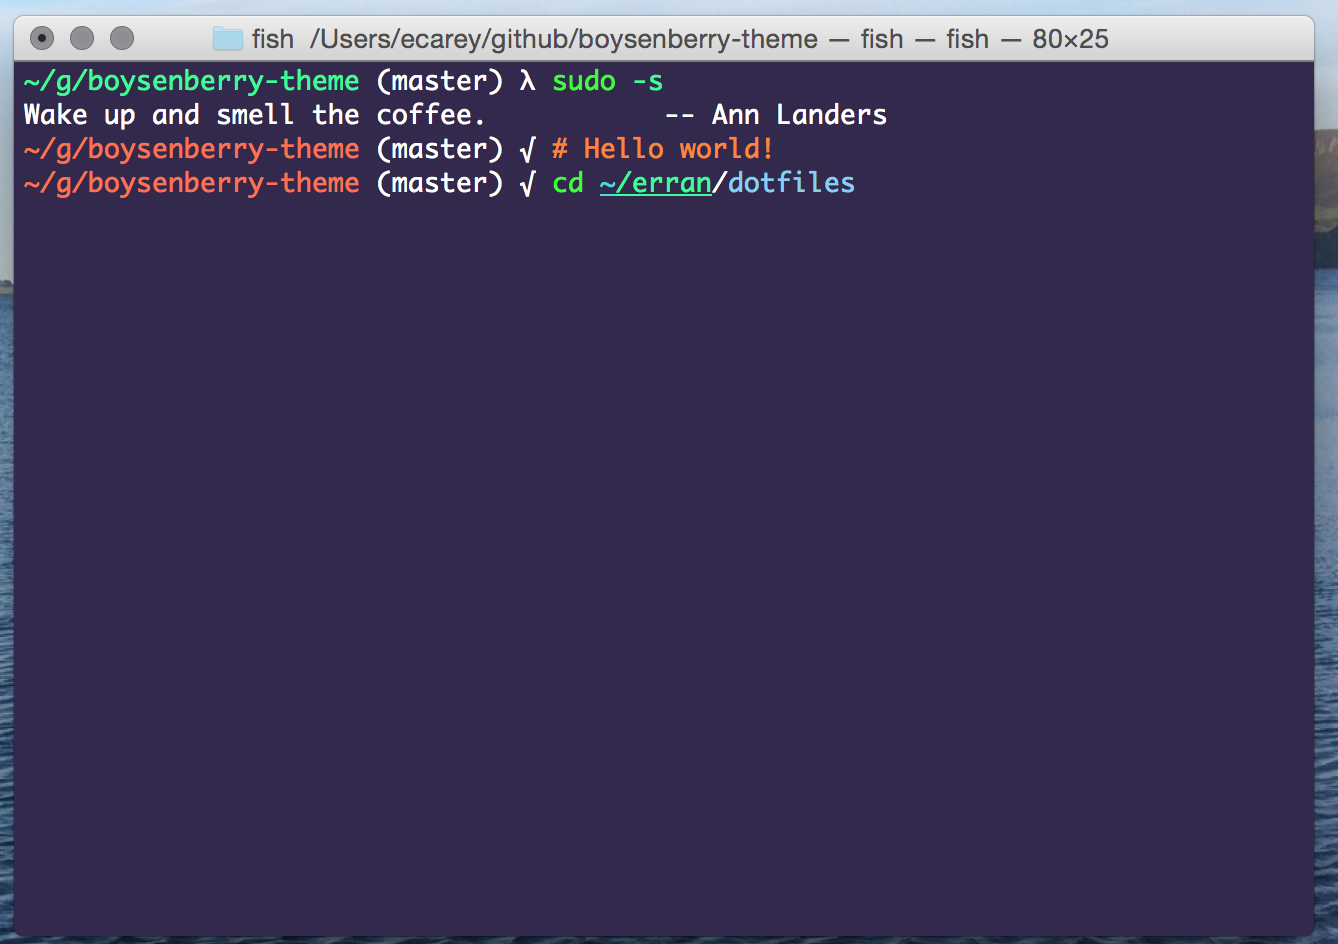 fish /Users/ecarey/github/boysenberry-theme — fish — fish — 80×25
~/g/boysenberry-theme (master) λ sudo -s
Wake up and smell the coffee. -- Ann Landers
~/g/boysenberry-theme (master) √ # Hello world!
~/g/boysenberry-theme (master) √ cd ~/erran/dotfiles